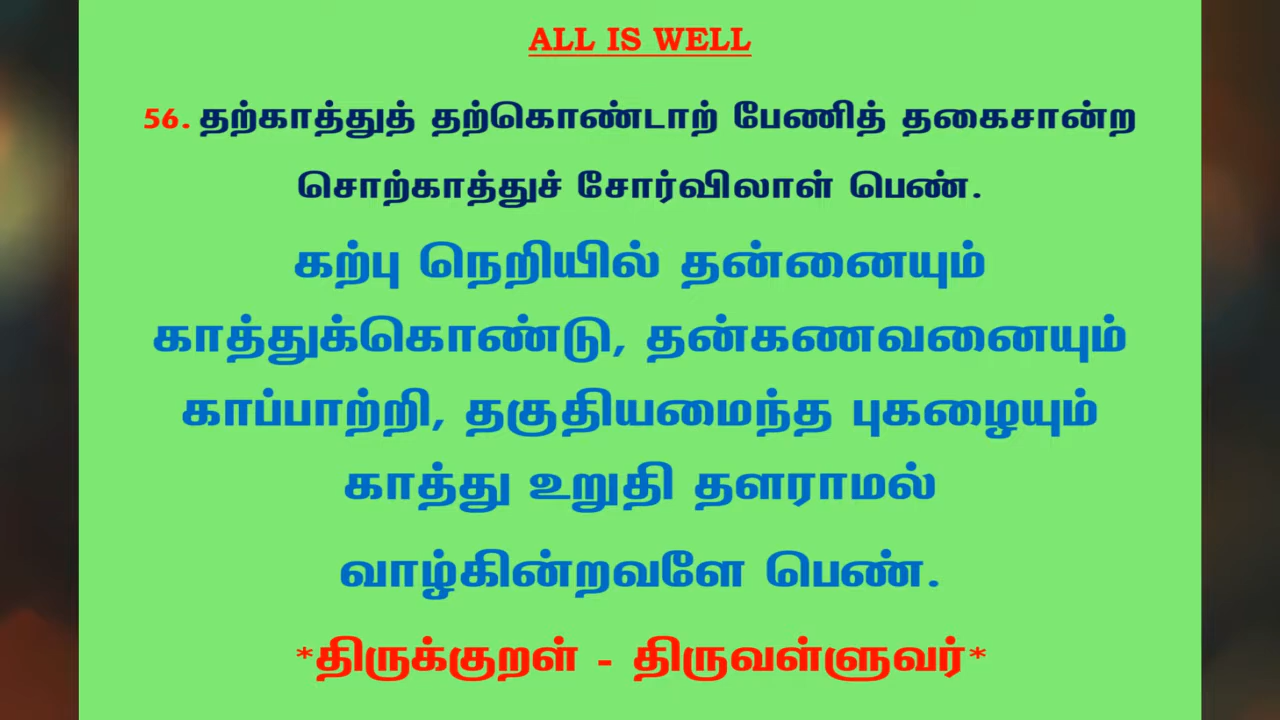 ALL IS WELL
56. தற்காத்துத் தற்கொண்டாற் பேணித் தகைசான்ற
சொற்காத்துச் சோர்விலாள் பெண்.
கற்பு நெறியில் தன்னையும்
காத்துக்கொண்டு, தன்கணவனையும்
காப்பாற்றி, தகுதியமைந்த புகழையும்
காத்து உறுதி தளராமல்
வாழ்கின்றவளே பெண்.
*திருக்குறள் - திருவள்ளுவர்*